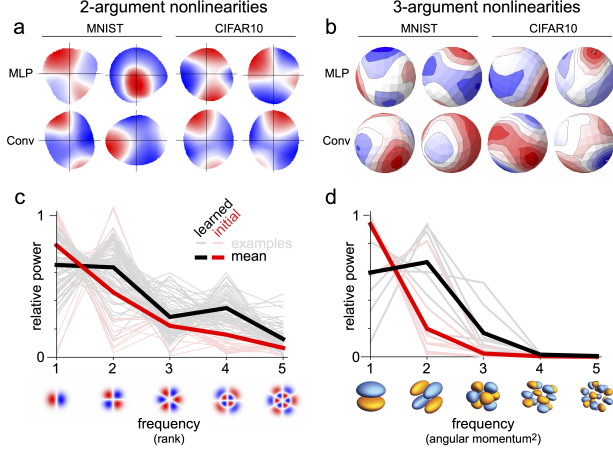 2-argument nonlinearities
3-argument nonlinearities
a
MNIST
CIFAR10
b
MNIST
CIFAR10
MLP
MLP
Conv
Conv
c
d
1
1
learned
initial
examples
mean
relative power
relative power
0
0
1 2 3 4 5
1 2 3 4 5
frequency
(rank)
frequency
(angular momentum2)